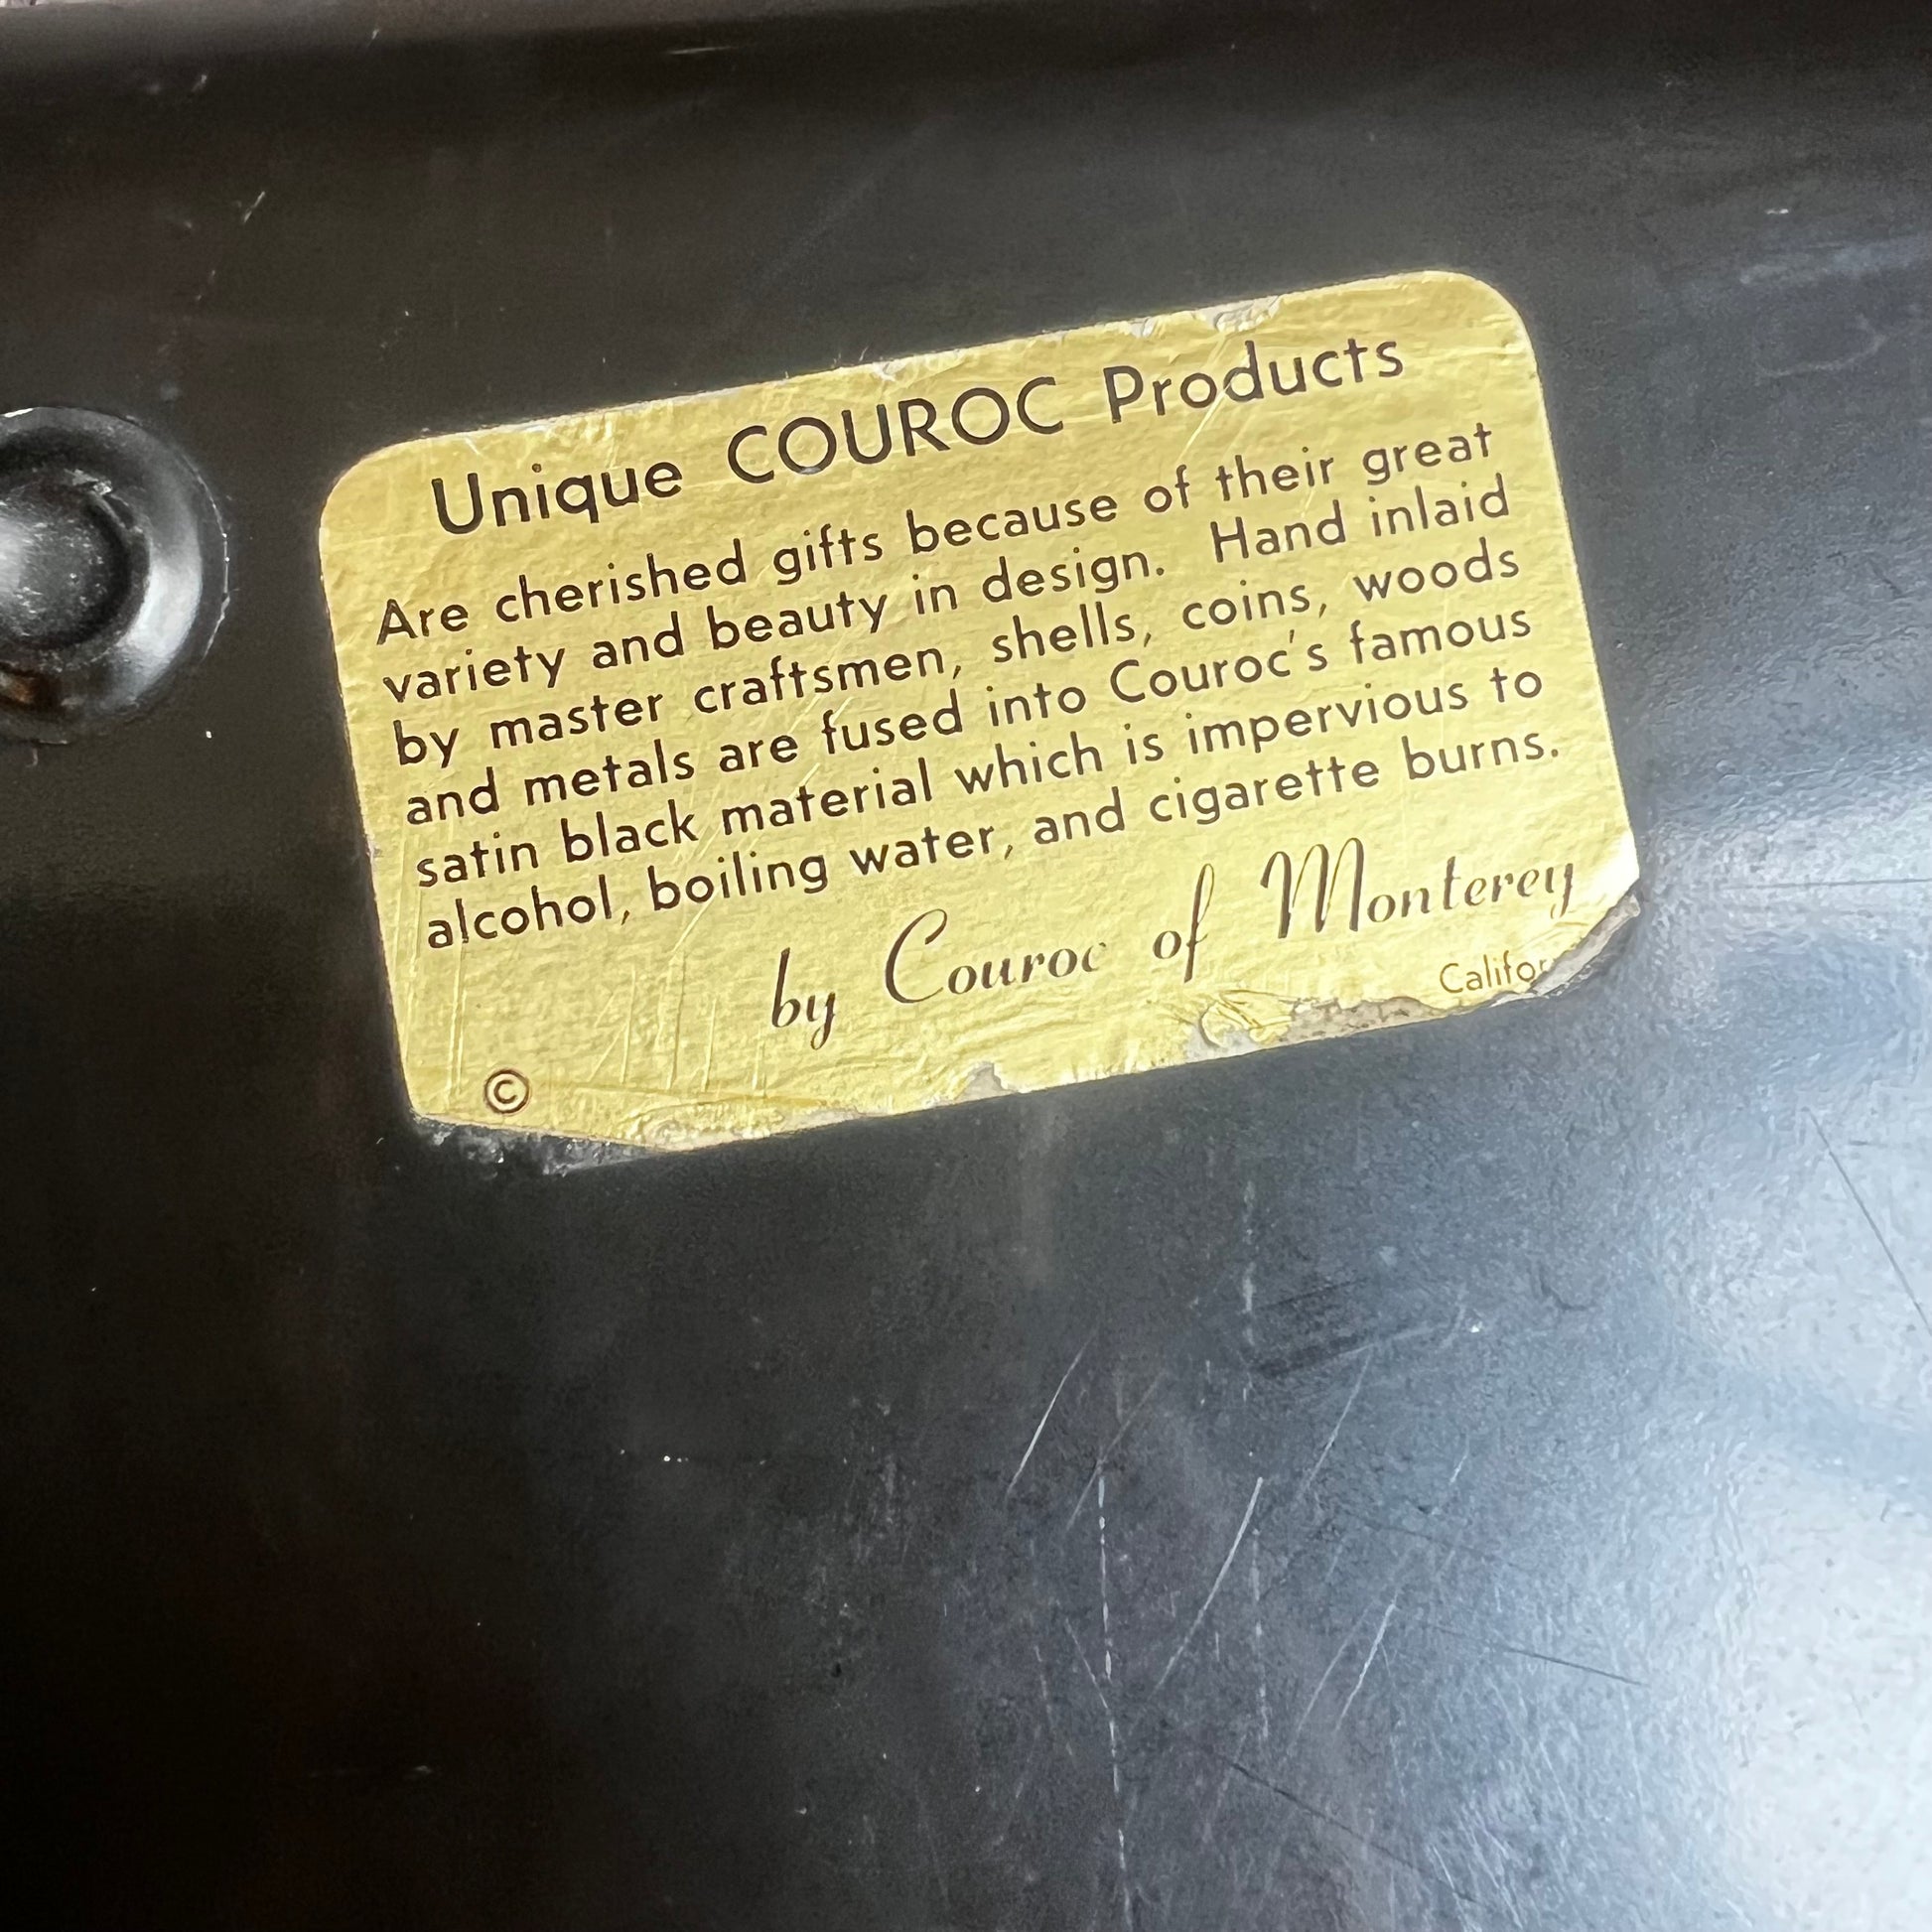 Unique COUROC Products
Are cherished gifts because of their great
variety and beauty in design. Hand inlaid
by master craftsmen, shells, coins, woods
and metals are fused into Couroc's famous
satin black material which is impervious to
alcohol, boiling water, and cigarette burns.
by Couroc of Monterey
Califor
©